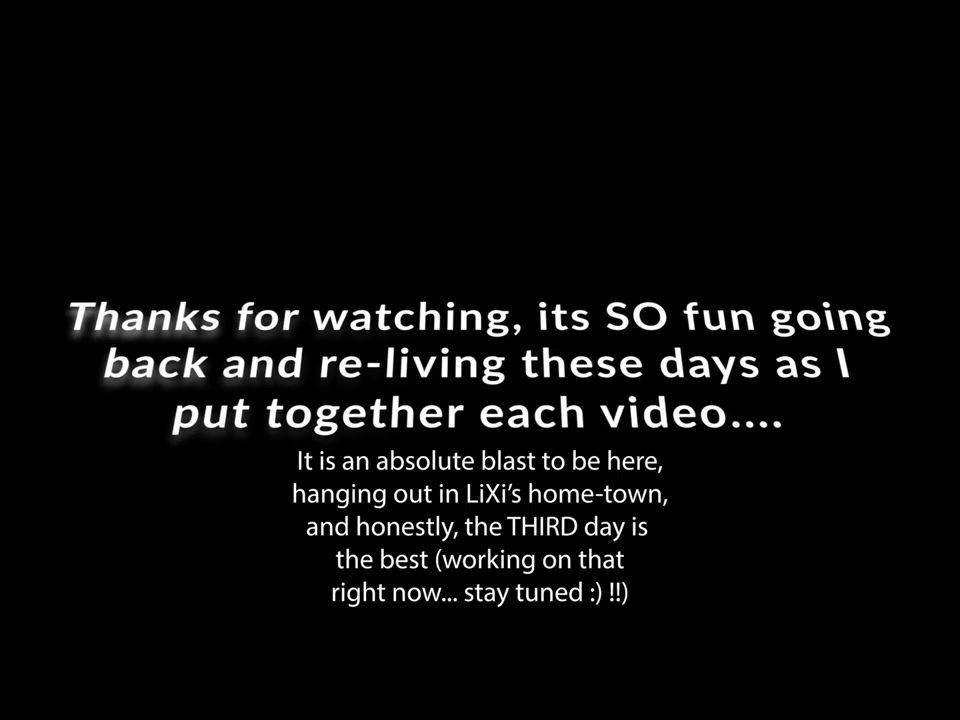 Thanks for watching, its SO fun going
back and re-living these days as I
put together each video....
It is an absolute blast to be here,
hanging out in LiXi’s home-town,
and honestly, the THIRD day is
the best (working on that
right now... stay tuned :) !!)